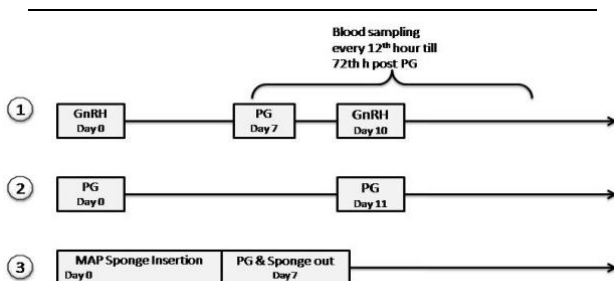 Blood sampling
every 12th hour till
72th h post PG
1
GnRH
Day 0
PG
Day 7
GnRH
Day 10
2
PG
Day 0
PG
Day 11
3
MAP Sponge Insertion
Day 0
PG & Sponge out
Day 7